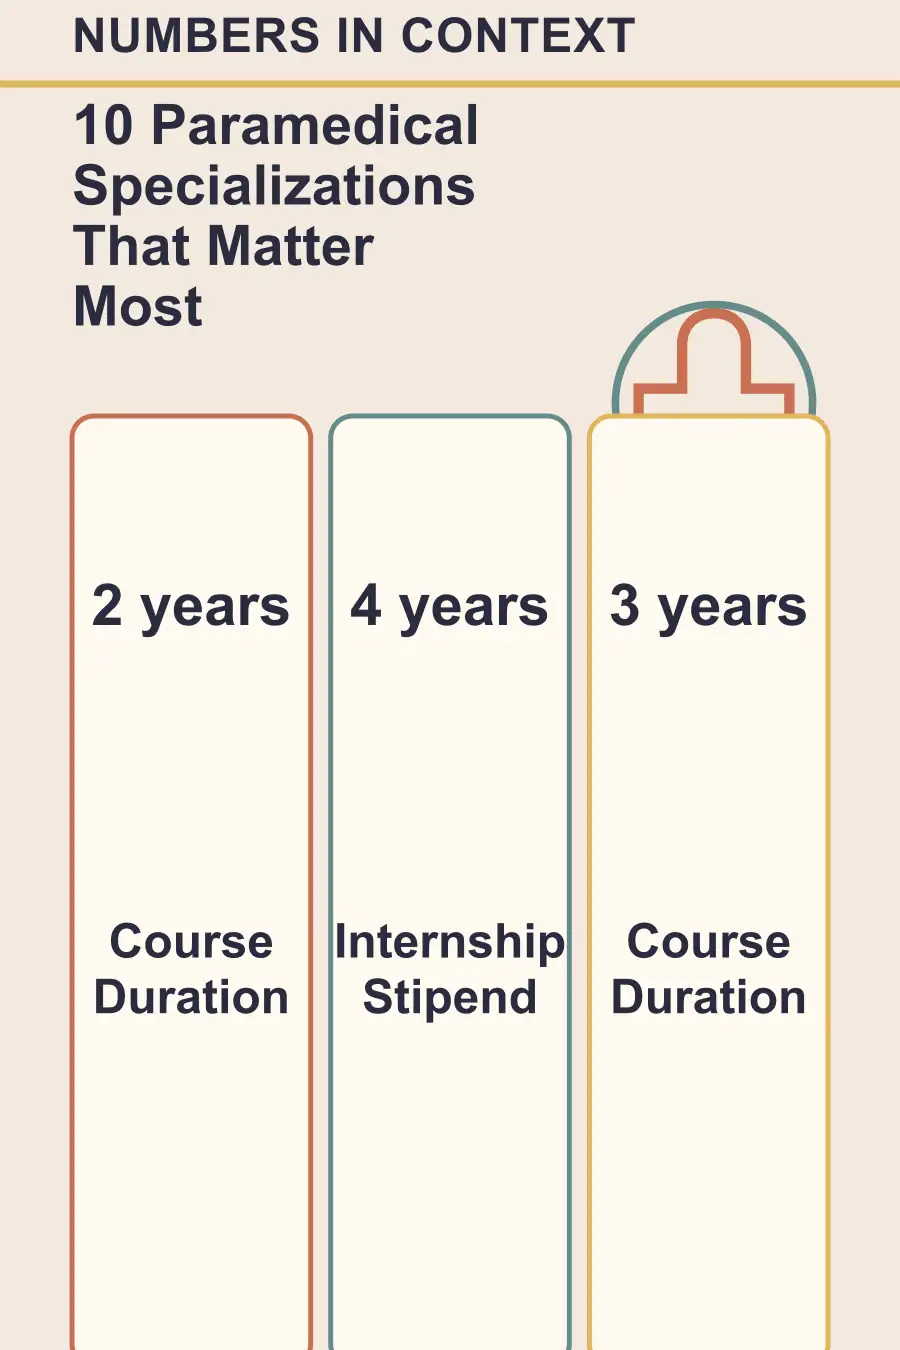 NUMBERS IN CONTEXT
10 Paramedical
Specializations
That Matter
Most
2 years
4 years
3 years
Course
Duration
Internship
Stipend
Course
Duration